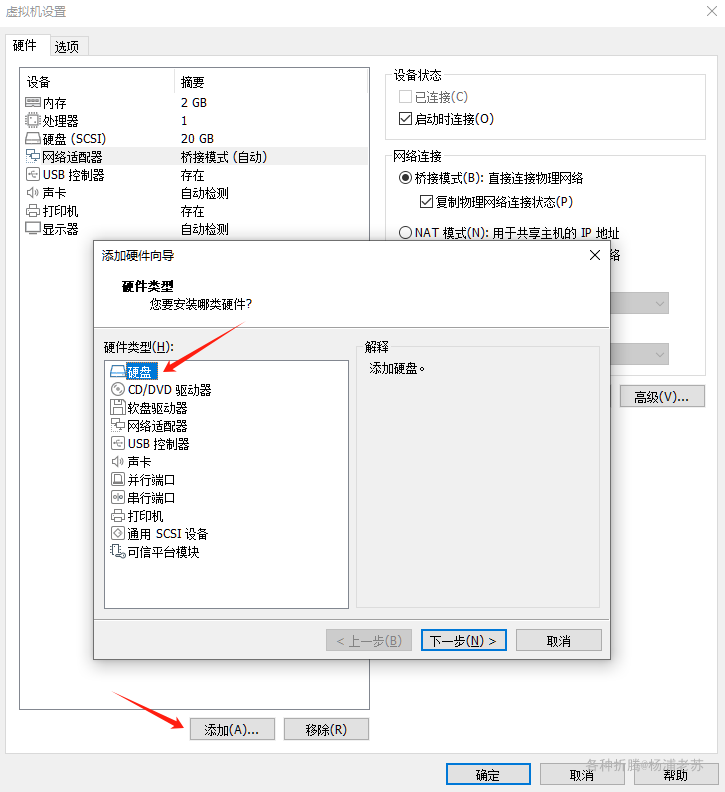 虚拟机设置
硬件 选项
设备 摘要
内存 2 GB
处理器 1
硬盘 (SCSI) 20 GB
网络适配器 桥接模式 (自动)
USB 控制器 存在
声卡 自动检测
打印机 存在
显示器 自动检测
设备状态
已连接(C)
启动时连接(O)
网络连接
桥接模式(B): 直接连接物理网络
复制物理网络连接状态(P)
NAT 模式(N): 用于共享主机的 IP 地址
络
高级(V)...
添加硬件向导
硬件类型
您要安装哪类硬件?
硬件类型(H):
硬盘
CD/DVD 驱动器
软盘驱动器
网络适配器
USB 控制器
声卡
并行端口
串行端口
打印机
通用 SCSI 设备
可信平台模块
解释
添加硬盘。
< 上一步(B) 下一步(N) > 取消
添加(A)... 移除(R)
确定 取消 帮助
各种折腾@杨浦老苏